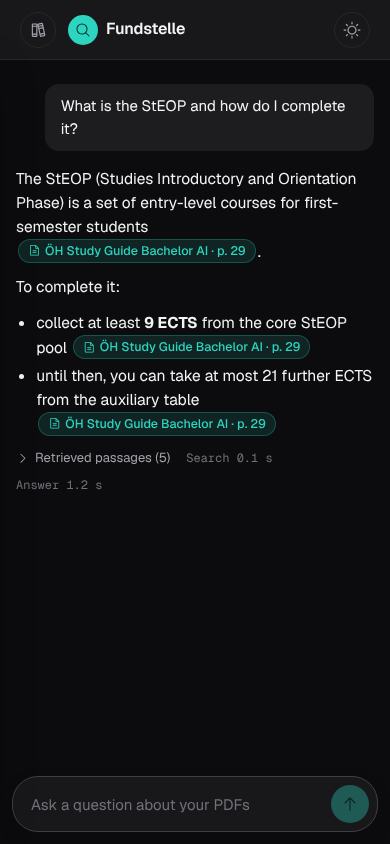 Fundstelle
What is the StEOP and how do I complete
it?
The StEOP (Studies Introductory and Orientation
Phase) is a set of entry-level courses for first-
semester students
ÖH Study Guide Bachelor AI · p. 29 .
To complete it:
• collect at least 9 ECTS from the core StEOP
pool ÖH Study Guide Bachelor AI · p. 29
• until then, you can take at most 21 further ECTS
from the auxiliary table
ÖH Study Guide Bachelor AI · p. 29
Retrieved passages (5) Search 0.1 s
Answer 1.2 s
Ask a question about your PDFs